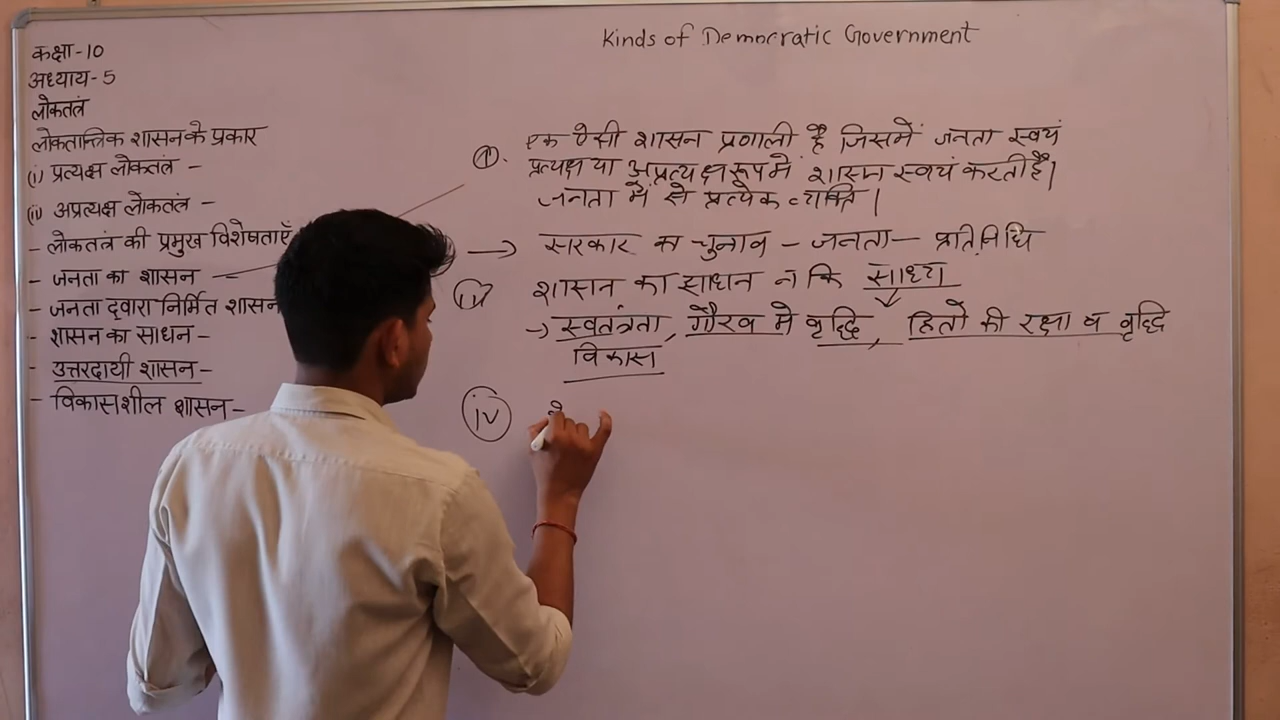 Kinds of Democratic Government
कक्षा-10
अध्याय-5
लोकतंत्र
लोकतान्त्रिक शासन के प्रकार
(i) प्रत्यक्ष लोकतंत्र -
(ii) अप्रत्यक्ष लोकतंत्र -
- लोकतंत्र की प्रमुख विशेषताएँ
- जनता का शासन -
- जनता द्वारा निर्मित शासन
- शासन का साधन -
- उत्तरदायी शासन -
- विकासशील शासन -
①. एक ऐसी शासन प्रणाली है जिसमें जनता स्वयं
प्रत्यक्ष या अप्रत्यक्ष रूप में शासन स्वयं करती है।
जनता में से प्रत्येक व्यक्ति।
→ सरकार का चुनाव - जनता - प्रतिनिधि
शासन का साधन न कि साध्य
→ स्वतंत्रता, गौरव में वृद्धि, हितों की रक्षा व वृद्धि
विकास
iv